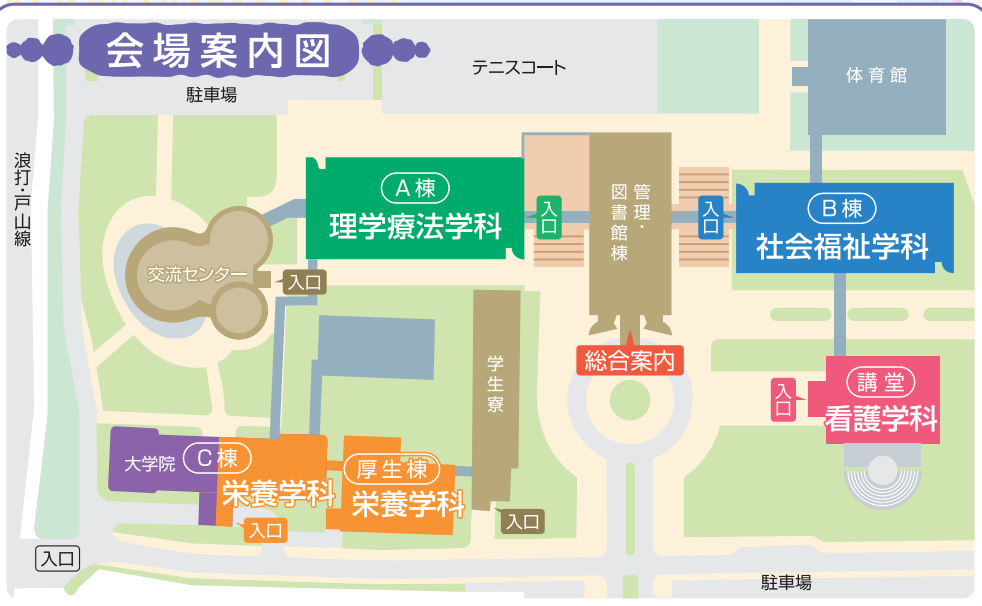 会場案内図
駐車場
テニスコート
体育館
浪打・戸山線
A棟
理学療法学科
入口
管理・
図書館棟
入口
B棟
社会福祉学科
交流センター
入口
学生寮
総合案内
入口
講堂
看護学科
大学院
C棟
栄養学科
厚生棟
栄養学科
入口
入口
入口
駐車場